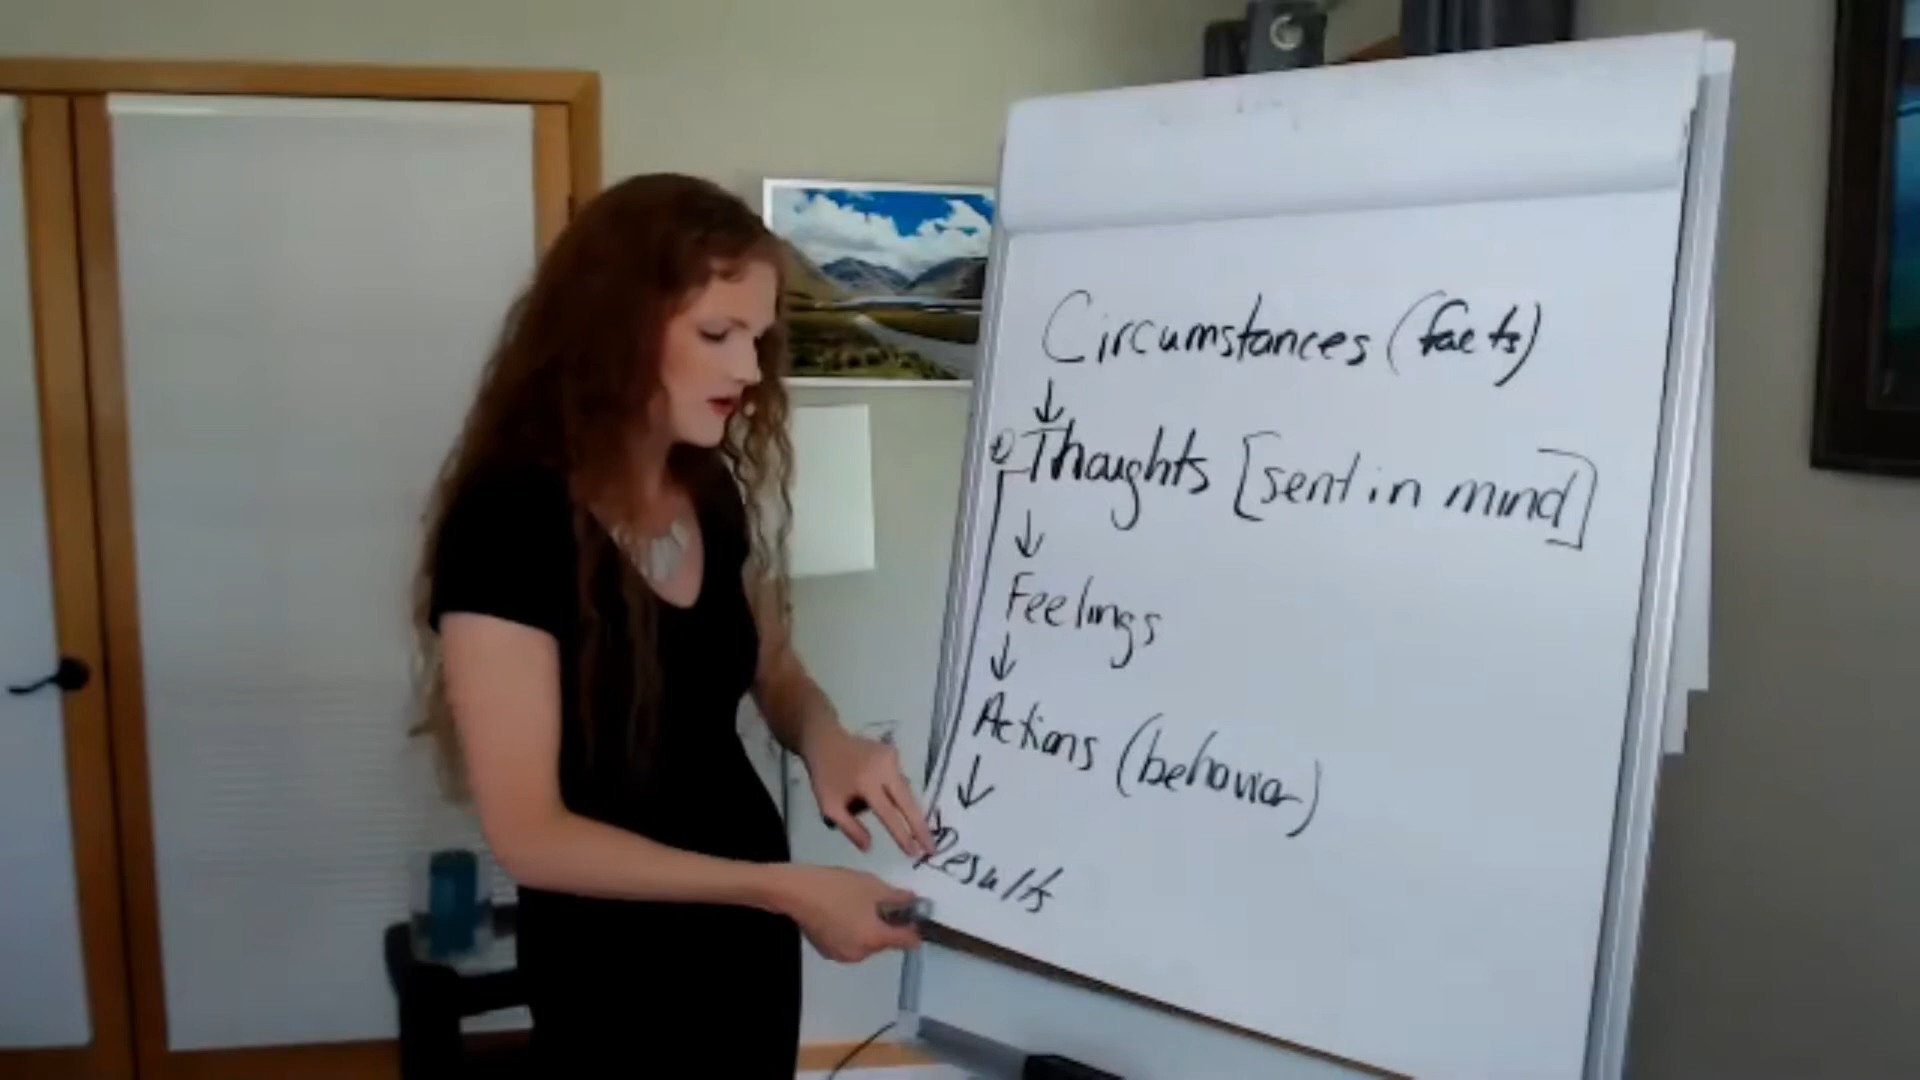 Circumstances (facts)
↓
Thoughts [sent in mind]
↓
Feelings
↓
Actions (behavior)
↓
Results